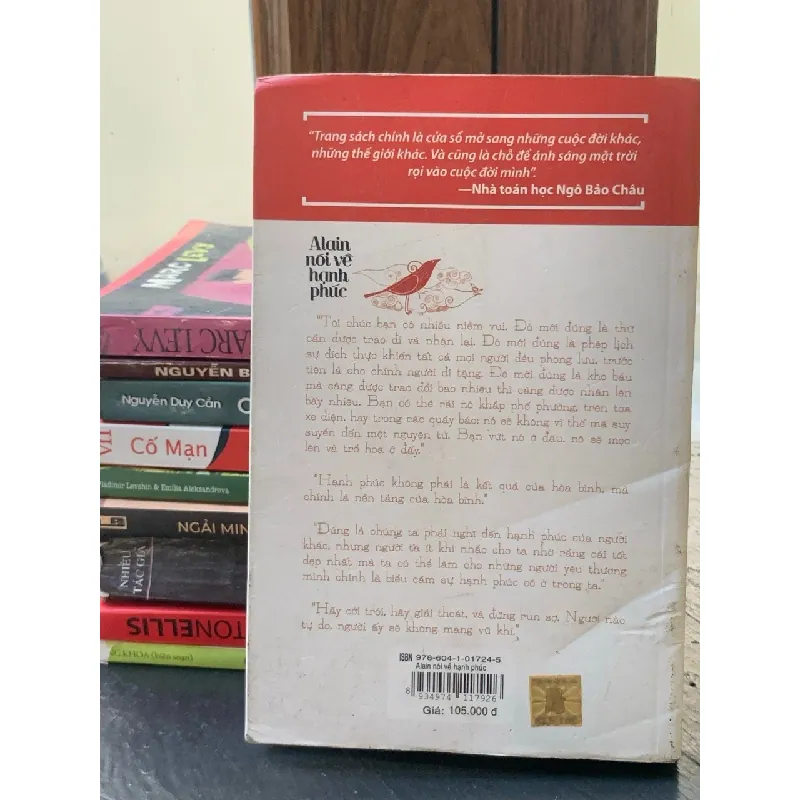 "Trang sách chính là cửa sổ mở sang những cuộc đời khác,
những thế giới khác. Và cũng là chỗ để ánh sáng mặt trời
rọi vào cuộc đời mình".
—Nhà toán học Ngô Bảo Châu
Alain
nói về
hạnh
phúc
"Tôi chúc bạn có nhiều niềm vui. Đó mới đúng là thứ
cần được trao đi và nhận lại. Đó mới đúng là phép lịch
sự đích thực khiến tất cả mọi người đều phong lưu, trước
tiên là cho chính người đi tặng. Đó mới đúng là kho báu
mà càng được trao đổi bao nhiêu thì càng được nhân lên
bấy nhiêu. Bạn có thể rải nó khắp phố phường, trên toa
xe điện, hay trong các quầy báo; nó sẽ không vì thế mà suy
suyển đến một nguyên tử. Bạn vứt nó ở đâu, nó sẽ mọc
lên và trổ hoa ở đấy."
"Hạnh phúc không phải là kết quả của hòa bình, mà
chính là nền tảng của hòa bình."
"Đúng là chúng ta phải nghĩ đến hạnh phúc của người
khác, nhưng người ta ít khi nhắc cho ta nhớ rằng cái tốt
đẹp nhất mà ta có thể làm cho những người yêu thương
mình chính là biểu cảm sự hạnh phúc có ở trong ta."
"Hãy cởi trói, hãy giải thoát, và đừng run sợ. Người nào
tự do, người ấy sẽ không mang vũ khí."
ISBN 978-604-1-01724-5
Alain nói về hạnh phúc
8 934974 117926
Giá: 105.000 đ
MARC LEVY
MARC LEVY
NGUYỄN B
Nguyễn Duy Cần
VIT
Cố Mạn
Vladimir Levshin & Emilia Aleksandrova
NGẢI MIN
NHIỀU
TÁC GIẢ
TONELLIS
NG KHOA (biên soạn)